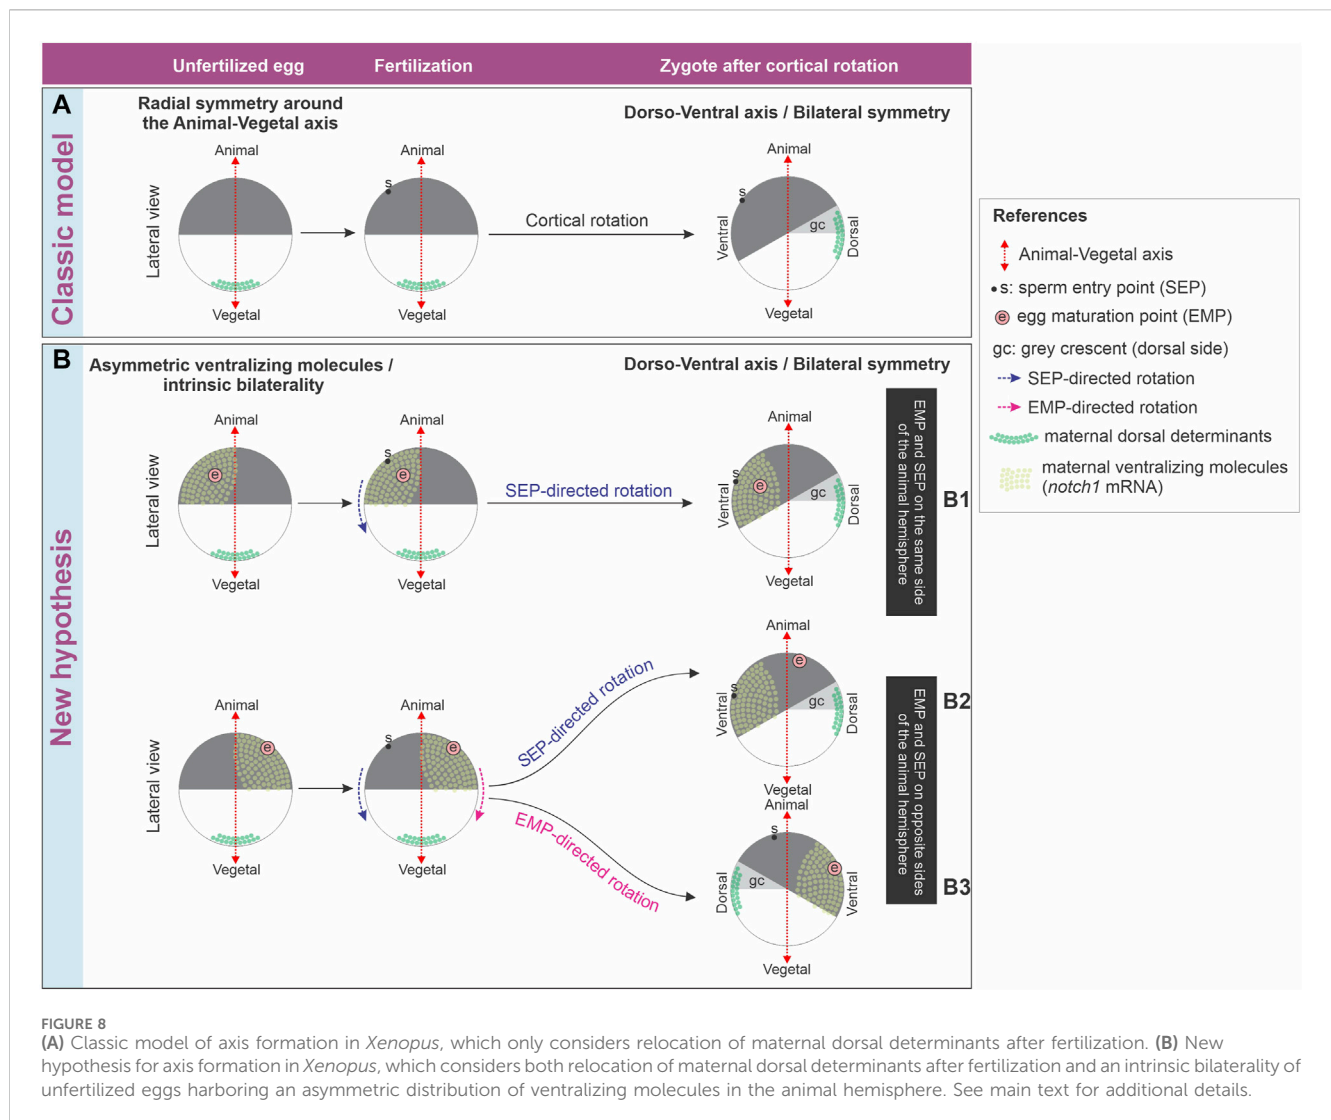 Unfertilized egg
Fertilization
Zygote after cortical rotation
A
Classic model
Radial symmetry around
the Animal-Vegetal axis
Dorso-Ventral axis / Bilateral symmetry
Lateral view
Animal
Vegetal
Animal
s
Vegetal
Cortical rotation
Animal
s
Ventral
gc
Dorsal
Vegetal
B
New hypothesis
Asymmetric ventralizing molecules /
intrinsic bilaterality
Dorso-Ventral axis / Bilateral symmetry
Lateral view
Animal
e
Vegetal
Animal
s
e
Vegetal
SEP-directed rotation
Animal
s
e
Ventral
gc
Dorsal
Vegetal
EMP and SEP on the same side
of the animal hemisphere
B1
Lateral view
Animal
e
Vegetal
Animal
s
e
Vegetal
SEP-directed rotation
EMP-directed rotation
Animal
e
s
Ventral
gc
Dorsal
Vegetal
B2
EMP and SEP on opposite sides
of the animal hemisphere
Animal
s
e
Dorsal
gc
Ventral
Vegetal
B3
References
Animal-Vegetal axis
s: sperm entry point (SEP)
e egg maturation point (EMP)
gc: grey crescent (dorsal side)
SEP-directed rotation
EMP-directed rotation
maternal dorsal determinants
maternal ventralizing molecules
(notch1 mRNA)
FIGURE 8
(A) Classic model of axis formation in Xenopus, which only considers relocation of maternal dorsal determinants after fertilization. (B) New
hypothesis for axis formation in Xenopus, which considers both relocation of maternal dorsal determinants after fertilization and an intrinsic bilaterality of
unfertilized eggs harboring an asymmetric distribution of ventralizing molecules in the animal hemisphere. See main text for additional details.